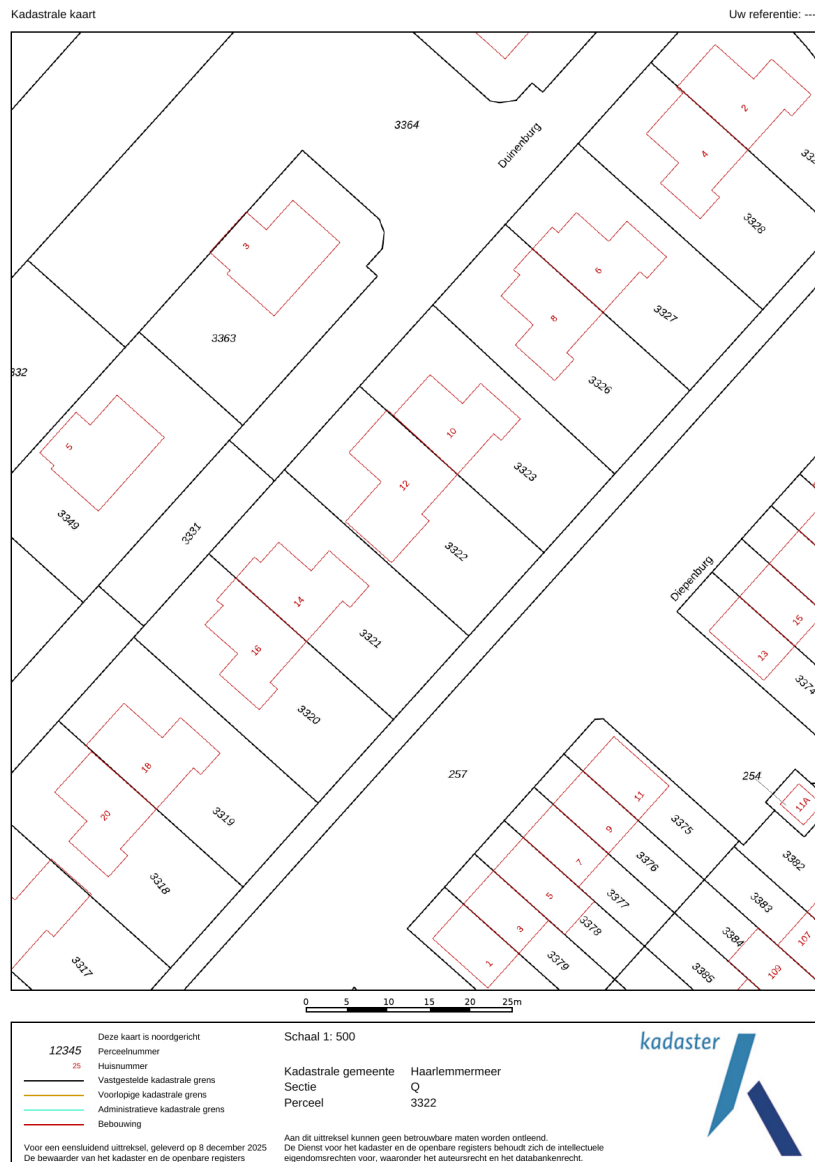 Kadastrale kaart
Uw referentie: ---
3364
Duinenburg
2
4
3328
3
6
8
3327
3363
3326
332
5
10
12
3323
3349
3331
3322
Diepenburg
14
16
3321
15
13
3374
3320
18
20
257
254
11A
3319
11
3375
9
3382
7
3376
3318
5
3377
3383
3
3378
3384
107
3317
1
3379
3385
109
0 5 10 15 20 25m
Deze kaart is noordgericht
12345 Perceelnummer
25 Huisnummer
Vastgestelde kadastrale grens
Voorlopige kadastrale grens
Administratieve kadastrale grens
Bebouwing
Voor een eensluidend uittreksel, geleverd op 8 december 2025
De bewaarder van het kadaster en de openbare registers
Schaal 1: 500
Kadastrale gemeente Haarlemmermeer
Sectie Q
Perceel 3322
Aan dit uittreksel kunnen geen betrouwbare maten worden ontleend.
De Dienst voor het kadaster en de openbare registers behoudt zich de intellectuele
eigendomsrechten voor, waaronder het auteursrecht en het databankenrecht.
kadaster